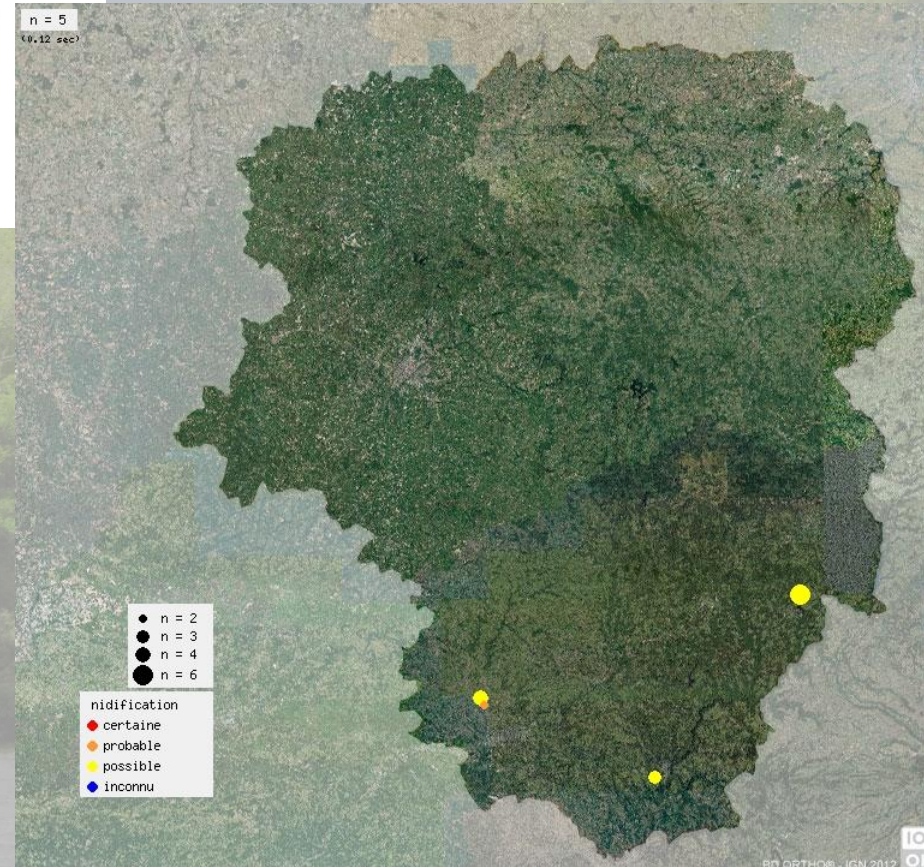 n = 5
(0.12 sec)
n = 2
n = 3
n = 4
n = 6
nidification
certaine
probable
possible
inconnu
BD ORTHO® - IGN 2012